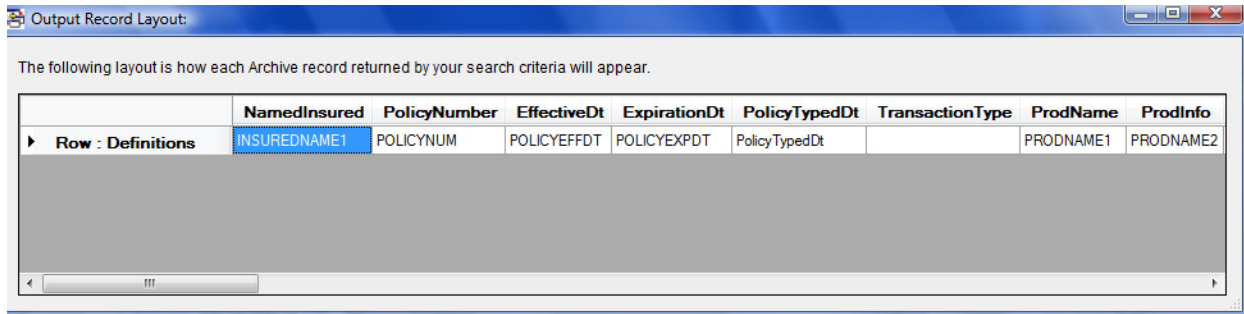 Output Record Layout:
The following layout is how each Archive record returned by your search criteria will appear.
NamedInsured PolicyNumber EffectiveDt ExpirationDt PolicyTypedDt TransactionType ProdName ProdInfo
Row : Definitions INSUREDNAME1 POLICYNUM POLICYEFFDT POLICYEXPDT PolicyTypedDt PRODNAME1 PRODNAME2